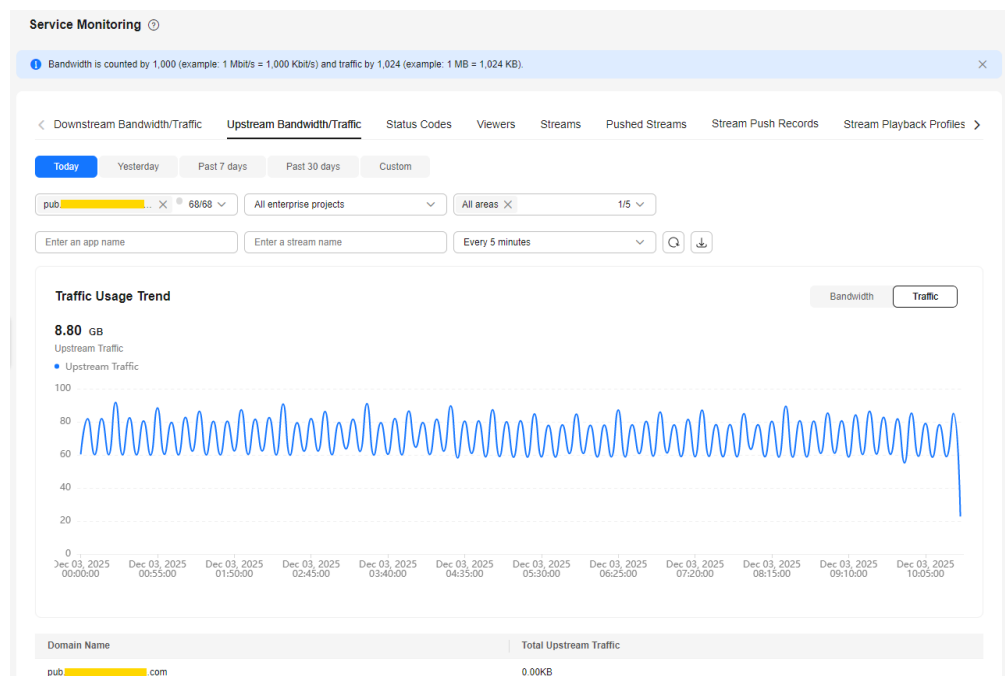 Service Monitoring ?
Bandwidth is counted by 1,000 (example: 1 Mbit/s = 1,000 Kbit/s) and traffic by 1,024 (example: 1 MB = 1,024 KB).
Downstream Bandwidth/Traffic Upstream Bandwidth/Traffic Status Codes Viewers Streams Pushed Streams Stream Push Records Stream Playback Profiles
Today Yesterday Past 7 days Past 30 days Custom
pub. ... 68/68 All enterprise projects All areas 1/5
Enter an app name Enter a stream name Every 5 minutes
Traffic Usage Trend Bandwidth Traffic
8.80 GB
Upstream Traffic
Upstream Traffic
100
80
60
40
20
0
Dec 03, 2025 Dec 03, 2025 Dec 03, 2025 Dec 03, 2025 Dec 03, 2025 Dec 03, 2025 Dec 03, 2025 Dec 03, 2025 Dec 03, 2025 Dec 03, 2025 Dec 03, 2025 Dec 03, 2025
00:00:00 00:55:00 01:50:00 02:45:00 03:40:00 04:35:00 05:30:00 06:25:00 07:20:00 08:15:00 09:10:00 10:05:00
Domain Name Total Upstream Traffic
pub. .com 0.00KB